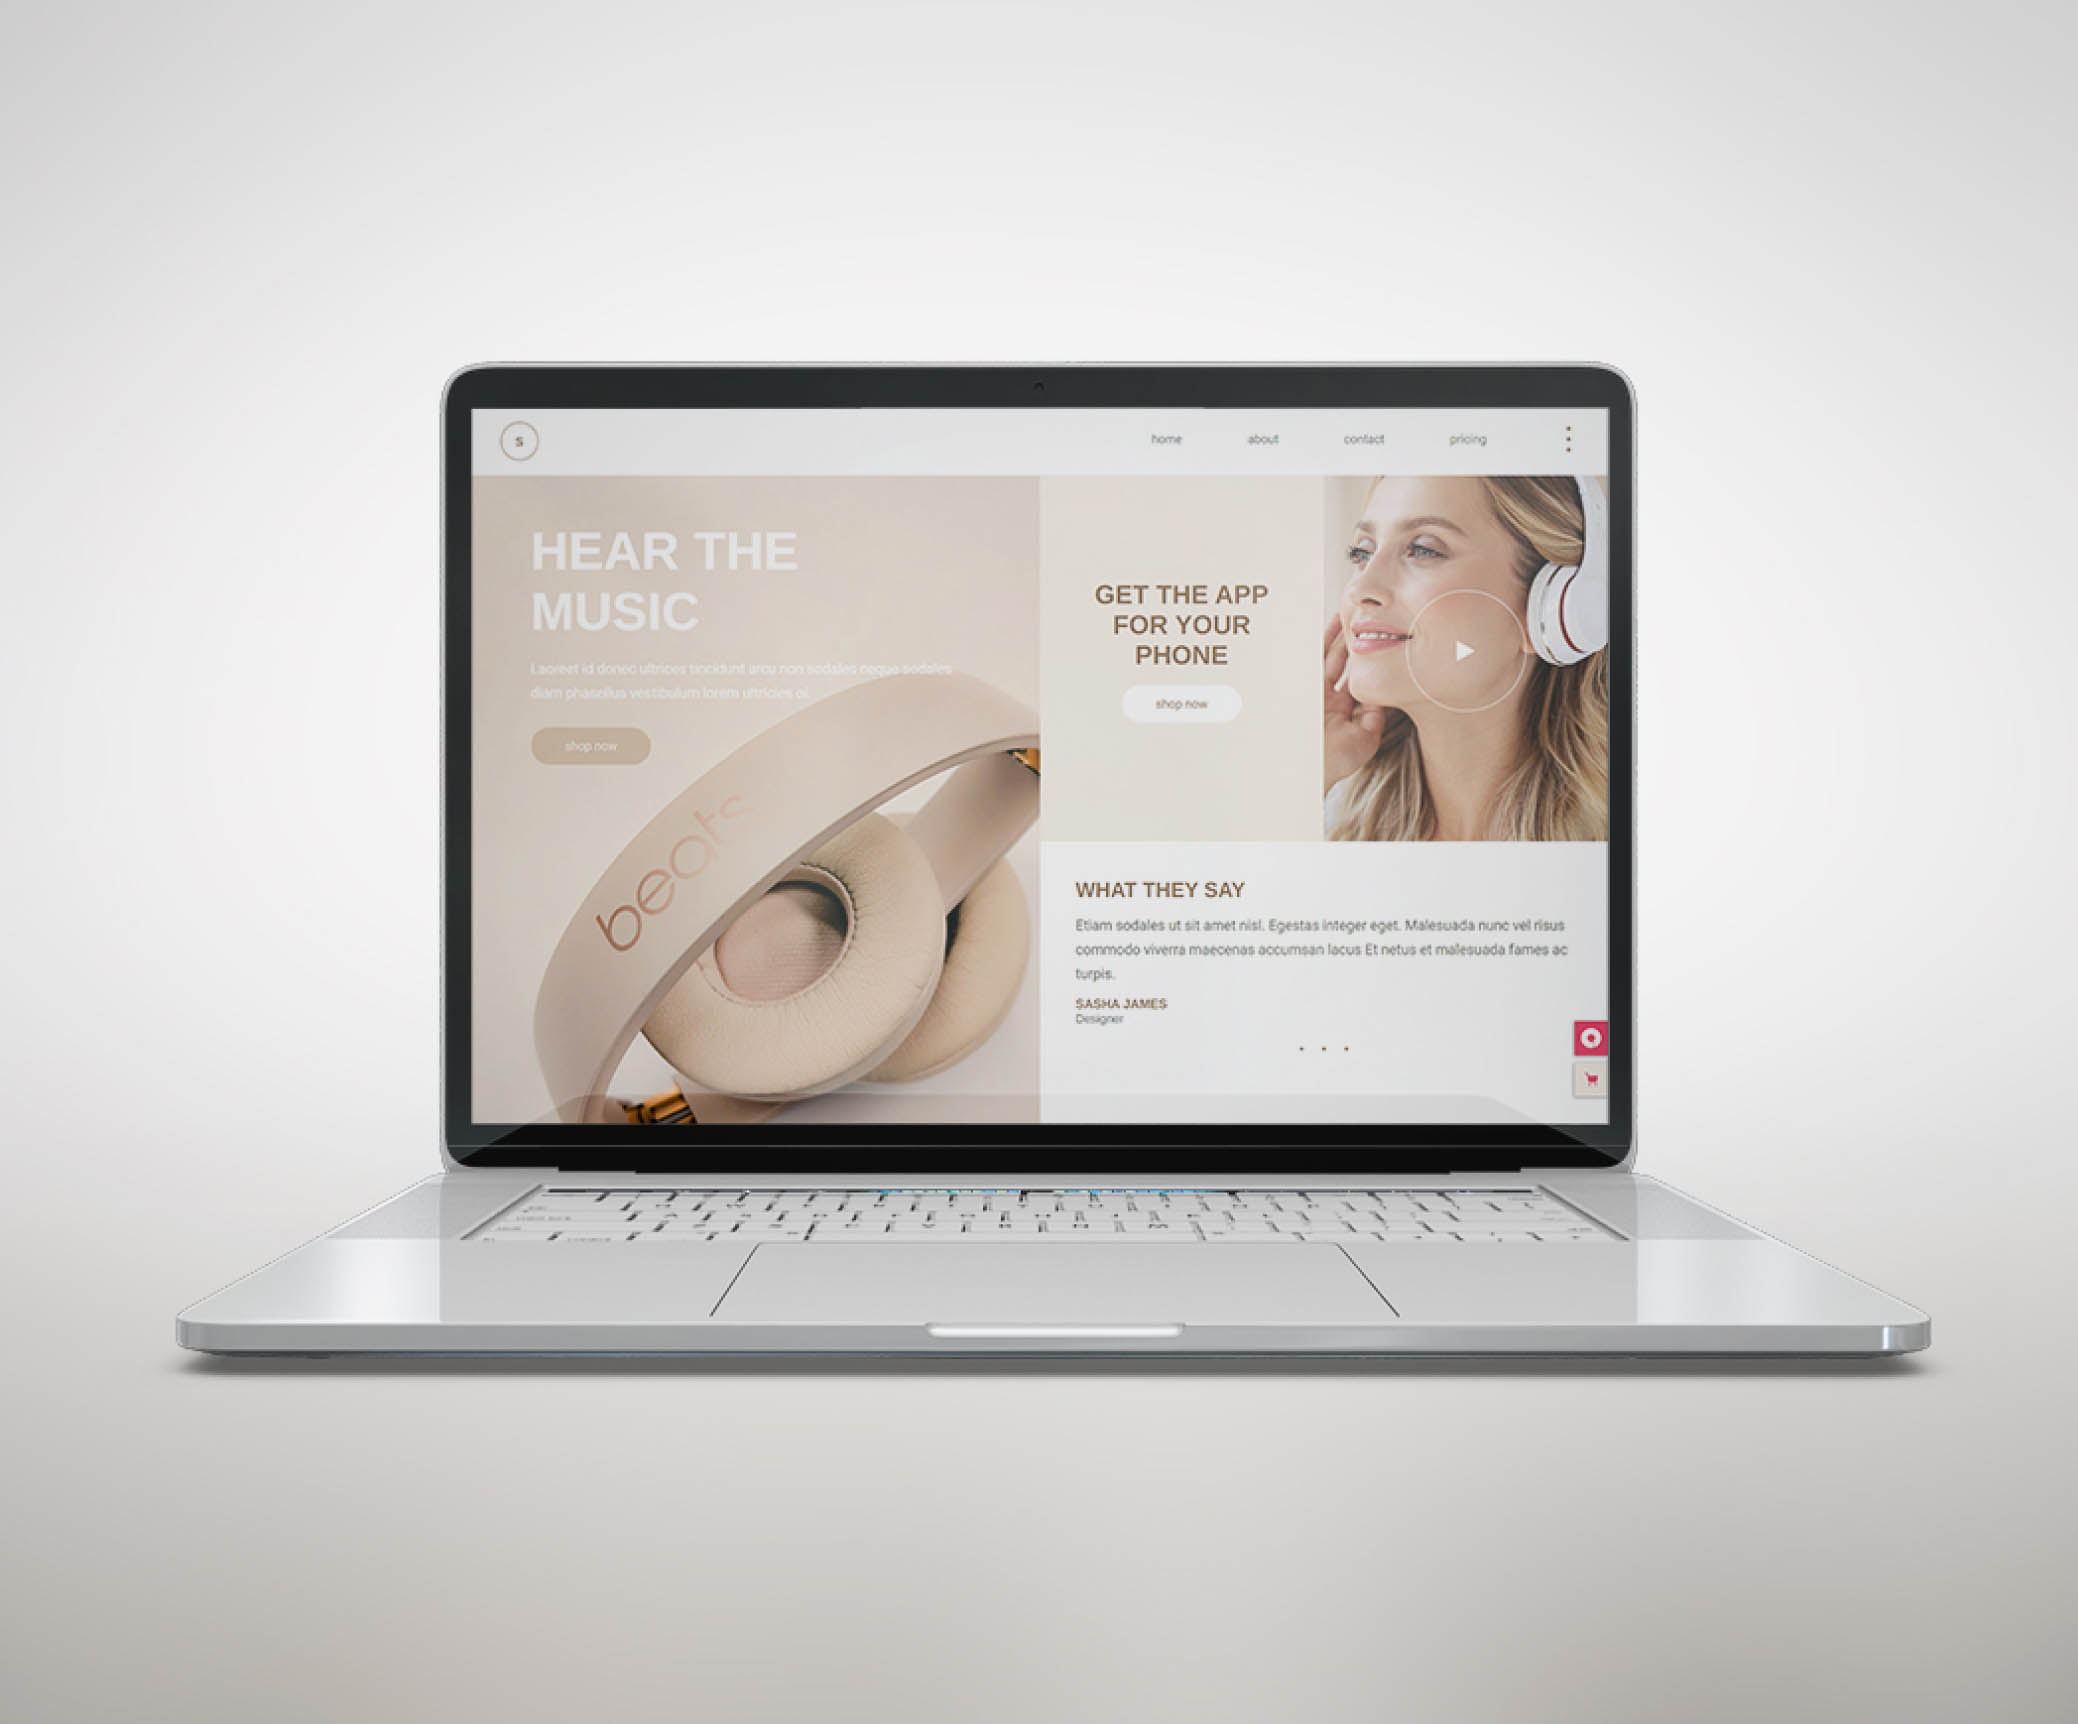 S
home about contact pricing
HEAR THE
MUSIC
Laoreet id donec ultrices tincidunt arcu non sodales neque sodales
diam phasellus vestibulum lorem ultricies oi.
shop now
beats
GET THE APP
FOR YOUR
PHONE
shop now
WHAT THEY SAY
Etiam sodales ut sit amet nisl. Egestas integer eget. Malesuada nunc vel risus
commodo viverra maecenas accumsan lacus Et netus et malesuada fames ac
turpis.
SASHA JAMES
Designer